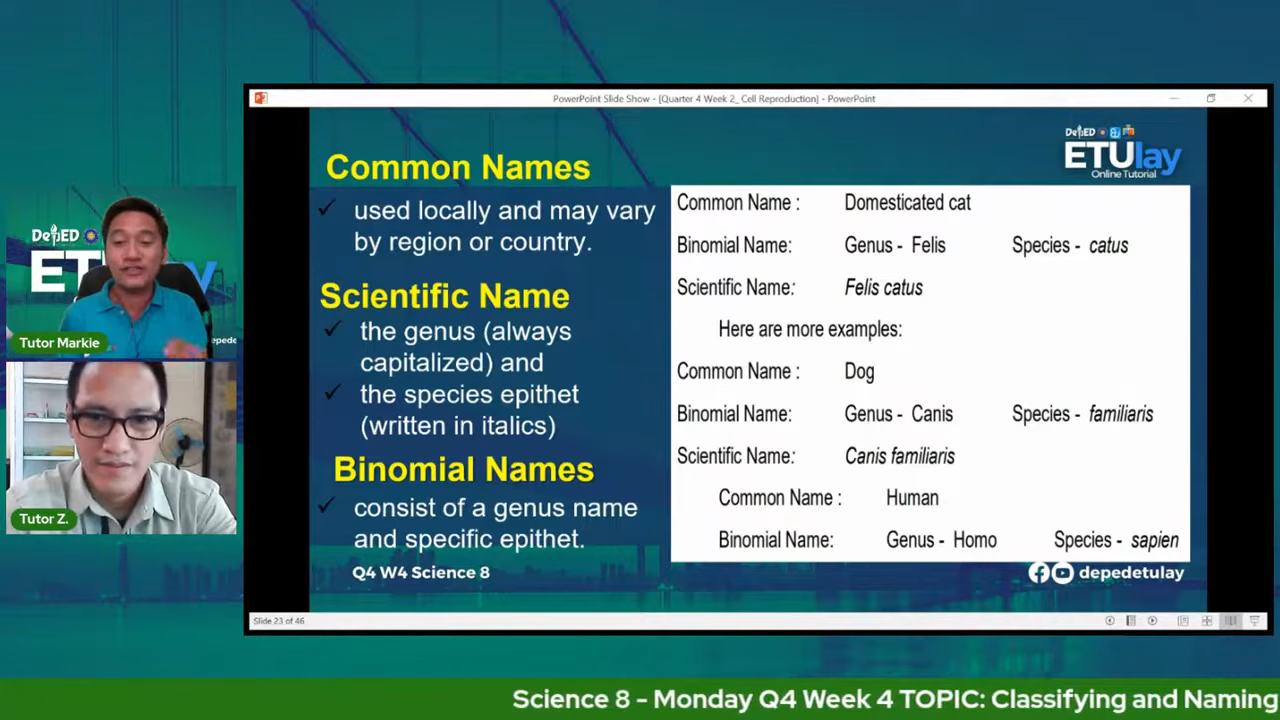 PowerPoint Slide Show - [Quarter 4 Week 2_ Cell Reproduction] - PowerPoint
DepED
ETUlay
Online Tutorial
Common Names
✓ used locally and may vary
by region or country.
Scientific Name
✓ the genus (always
capitalized) and
✓ the species epithet
(written in italics)
Binomial Names
✓ consist of a genus name
and specific epithet.
Q4 W4 Science 8
Common Name : Domesticated cat
Binomial Name: Genus - Felis Species - catus
Scientific Name: Felis catus
Here are more examples:
Common Name : Dog
Binomial Name: Genus - Canis Species - familiaris
Scientific Name: Canis familiaris
Common Name : Human
Binomial Name: Genus - Homo Species - sapien
depedetulay
Slide 23 of 46
DepED
Tutor Markie
Tutor Z.
Science 8 - Monday Q4 Week 4 TOPIC: Classifying and Naming